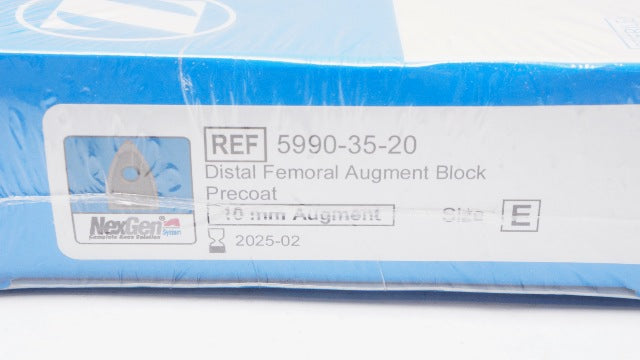 REF 5990-35-20
Distal Femoral Augment Block
Precoat
10 mm Augment Size E
2025-02
NexGen System
Complete Knee Solution